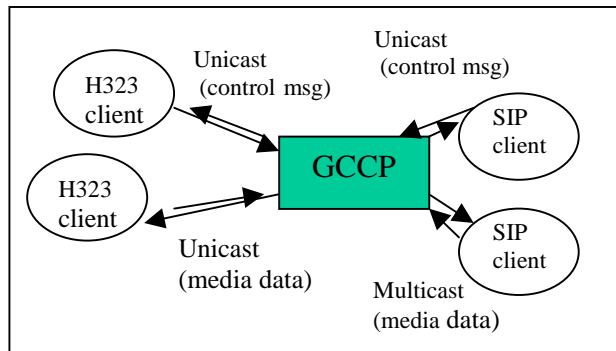 Unicast
(control msg)
H323
client
Unicast
(control msg)
SIP
client
GCCP
H323
client
Unicast
(media data)
SIP
client
Multicast
(media data)